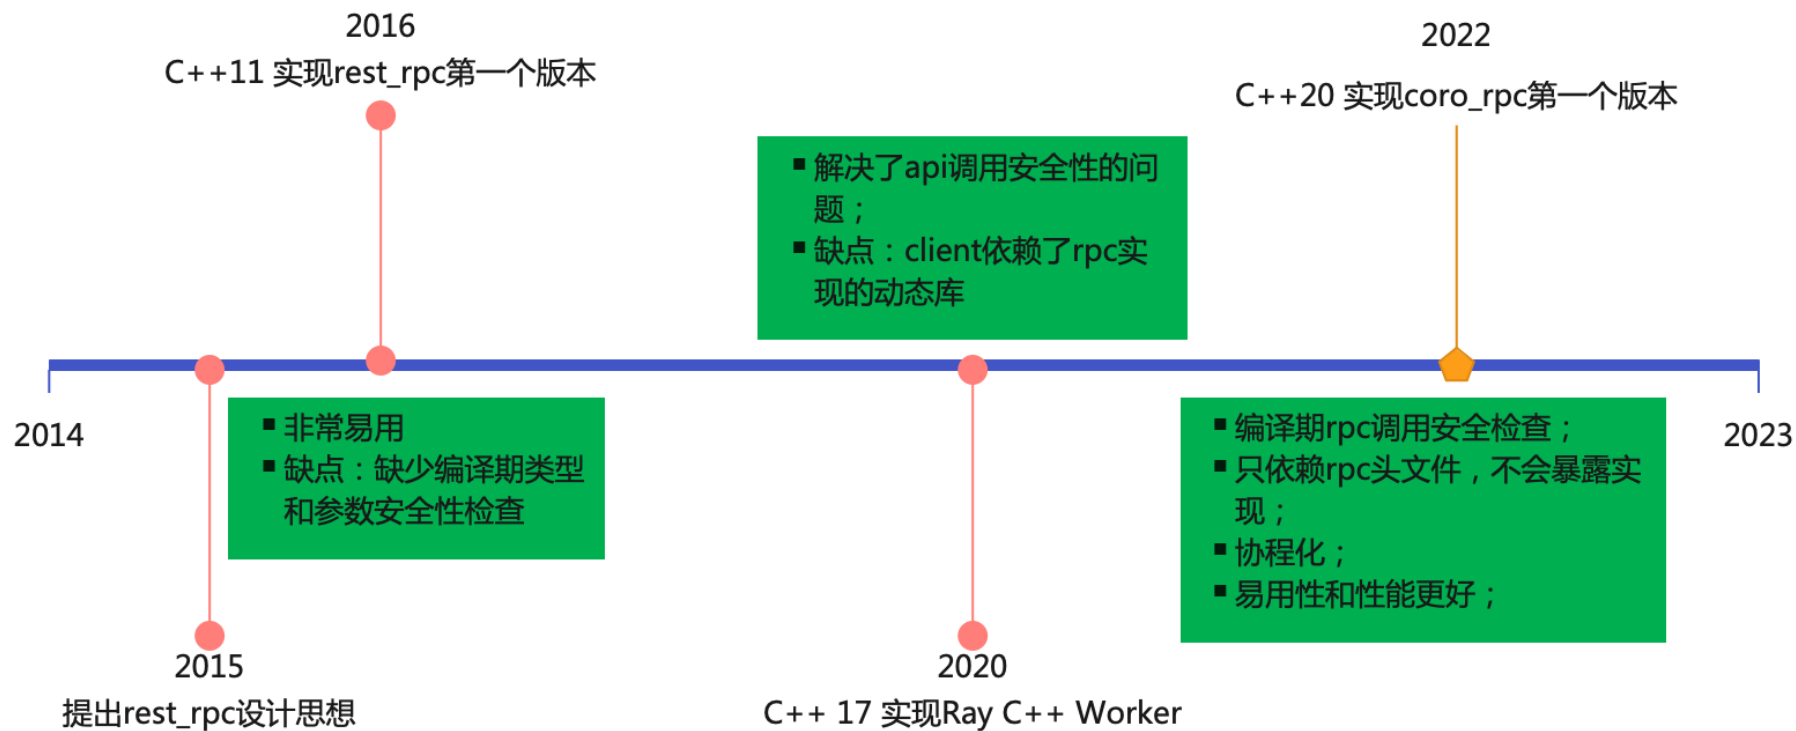 2016
C++11 实现rest_rpc第一个版本
2022
C++20 实现coro_rpc第一个版本
▪ 解决了api调用安全性的问
题；
▪ 缺点：client依赖了rpc实
现的动态库
2014
2023
▪ 非常易用
▪ 缺点：缺少编译期类型
和参数安全性检查
▪ 编译期rpc调用安全检查；
▪ 只依赖rpc头文件，不会暴露实
现；
▪ 协程化；
▪ 易用性和性能更好；
2015
提出rest_rpc设计思想
2020
C++ 17 实现Ray C++ Worker